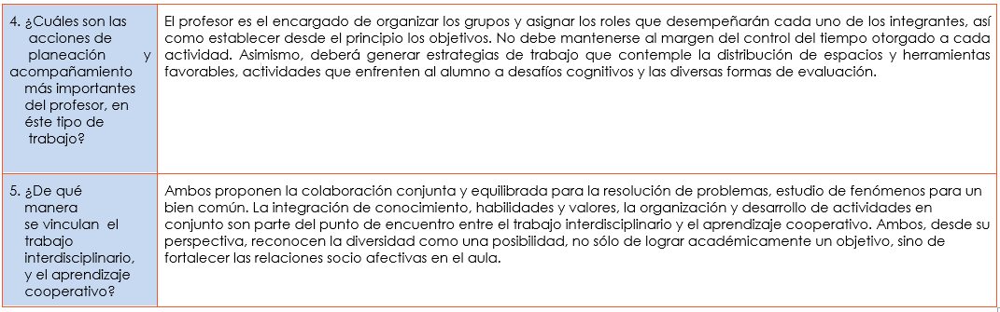 4. ¿Cuáles son las
acciones de
planeación y
acompañamiento
más importantes
del profesor, en
éste tipo de
trabajo?
El profesor es el encargado de organizar los grupos y asignar los roles que desempeñarán cada uno de los integrantes, así
como establecer desde el principio los objetivos. No debe mantenerse al margen del control del tiempo otorgado a cada
actividad. Asimismo, deberá generar estrategias de trabajo que contemple la distribución de espacios y herramientas
favorables, actividades que enfrenten al alumno a desafíos cognitivos y las diversas formas de evaluación.
5. ¿De qué
manera
se vinculan el
trabajo
interdisciplinario,
y el aprendizaje
cooperativo?
Ambos proponen la colaboración conjunta y equilibrada para la resolución de problemas, estudio de fenómenos para un
bien común. La integración de conocimiento, habilidades y valores, la organización y desarrollo de actividades en
conjunto son parte del punto de encuentro entre el trabajo interdisciplinario y el aprendizaje cooperativo. Ambos, desde su
perspectiva, reconocen la diversidad como una posibilidad, no sólo de lograr académicamente un objetivo, sino de
fortalecer las relaciones socio afectivas en el aula.